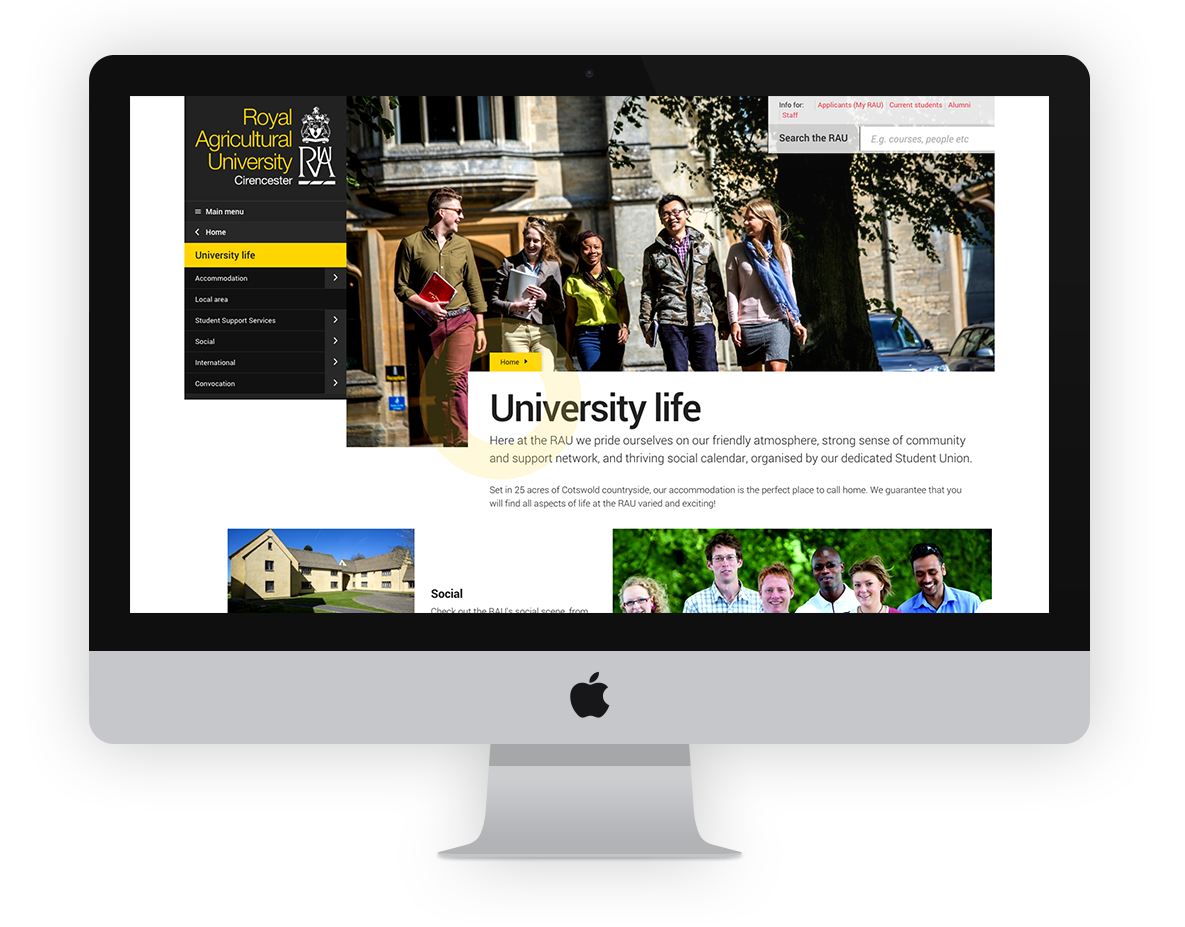 Royal
Agricultural
University
Cirencester
RAU
Main menu
Home
University life
Accommodation
Local area
Student Support Services
Social
International
Convocation
Info for: Applicants (My RAU) Current students Alumni
Staff
Search the RAU E.g. courses, people etc
Reception
Home
University life
Here at the RAU we pride ourselves on our friendly atmosphere, strong sense of community
and support network, and thriving social calendar, organised by our dedicated Student Union.
Set in 25 acres of Cotswold countryside, our accommodation is the perfect place to call home. We guarantee that you
will find all aspects of life at the RAU varied and exciting!
Social
Check out the RAU's social scene, from